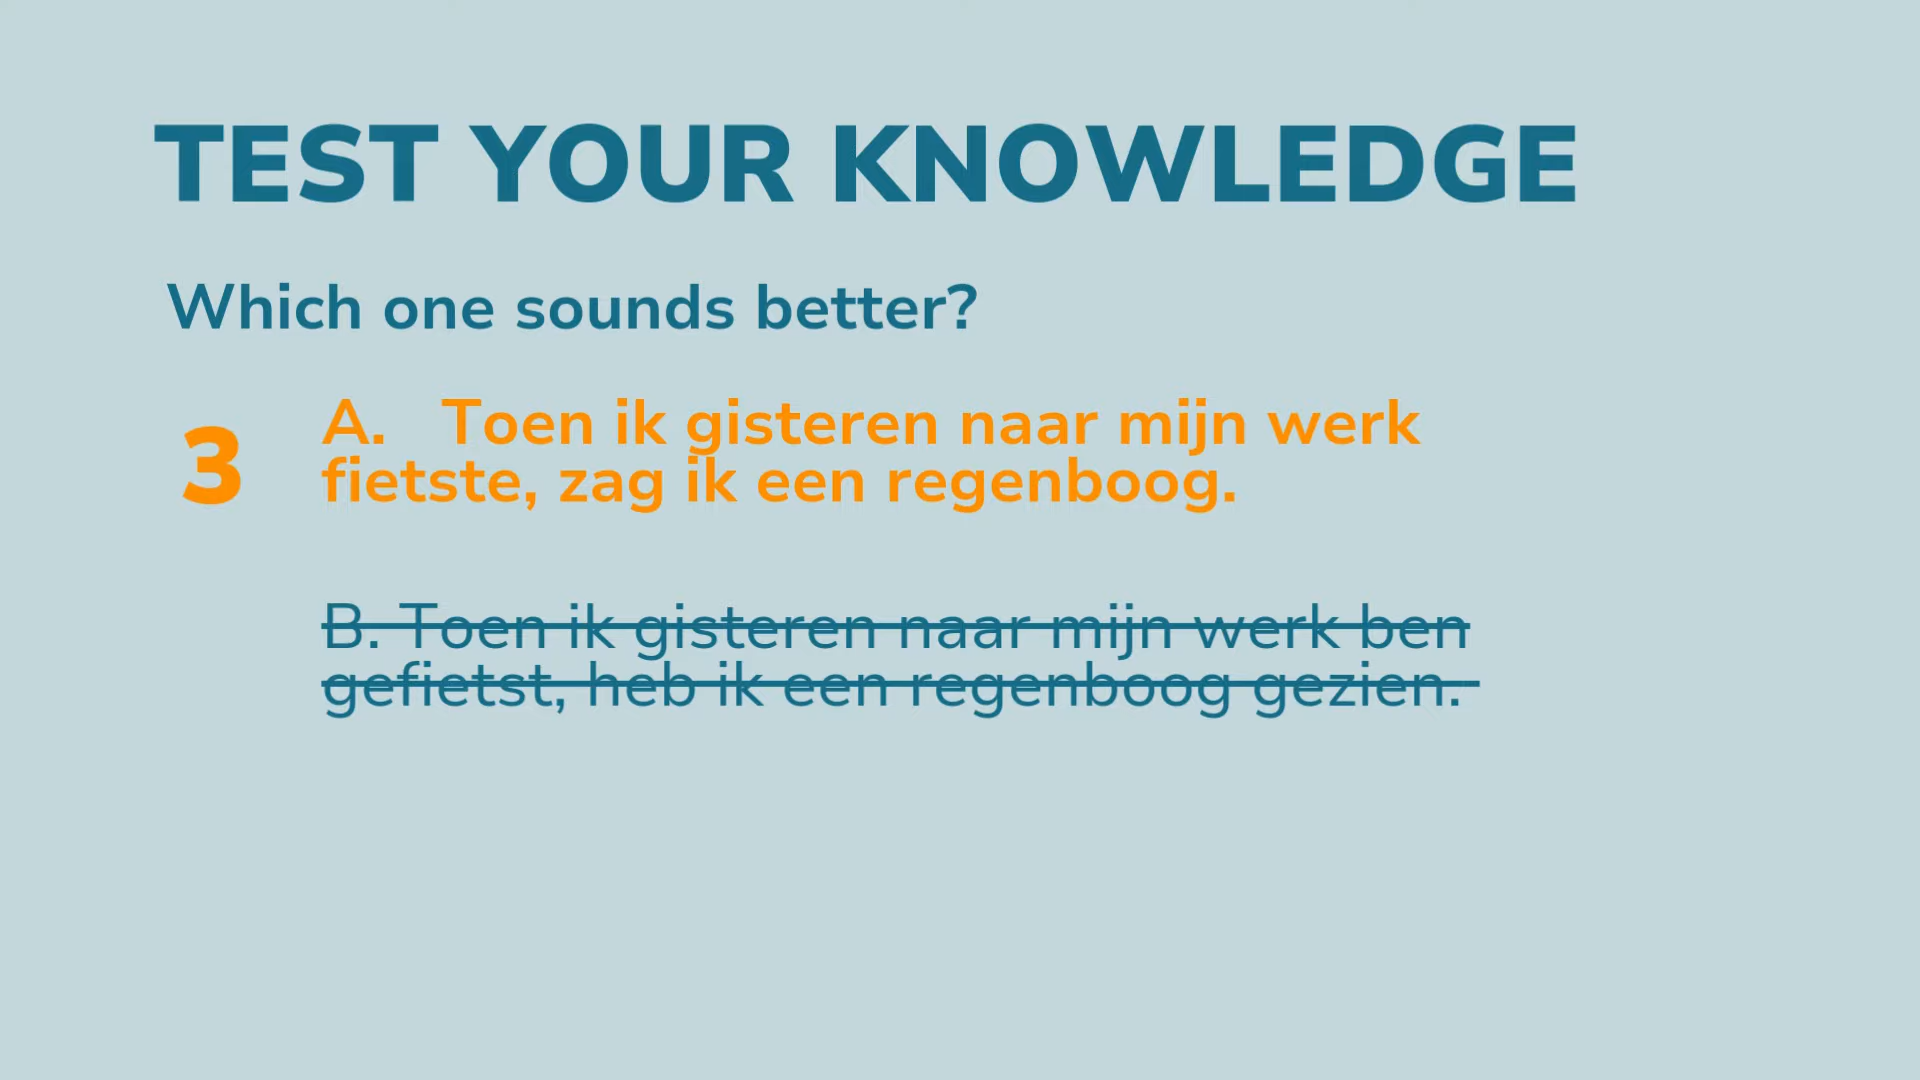 TEST YOUR KNOWLEDGE
Which one sounds better?
3
A. Toen ik gisteren naar mijn werk
fietste, zag ik een regenboog.
B. Toen ik gisteren naar mijn werk ben
gefietst, heb ik een regenboog gezien.